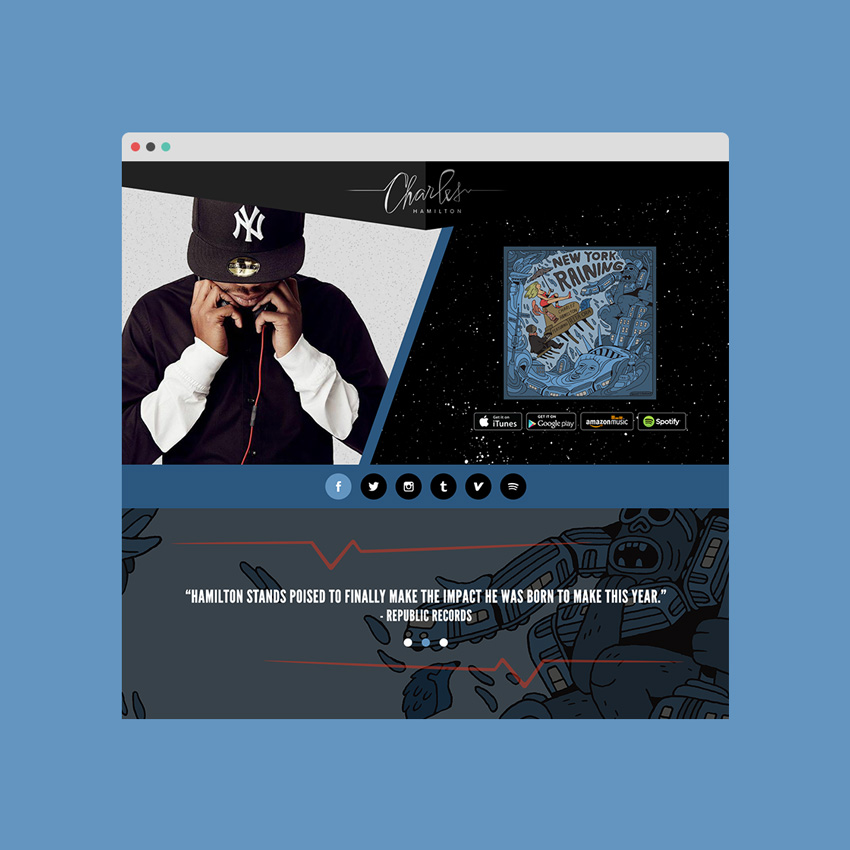 Charles
HAMILTON
NY
NEW YORK
RAINING
Get it on
iTunes
GET IT ON
Google play
amazonmusic
Spotify
f
t
v
“HAMILTON STANDS POISED TO FINALLY MAKE THE IMPACT HE WAS BORN TO MAKE THIS YEAR.”
- REPUBLIC RECORDS